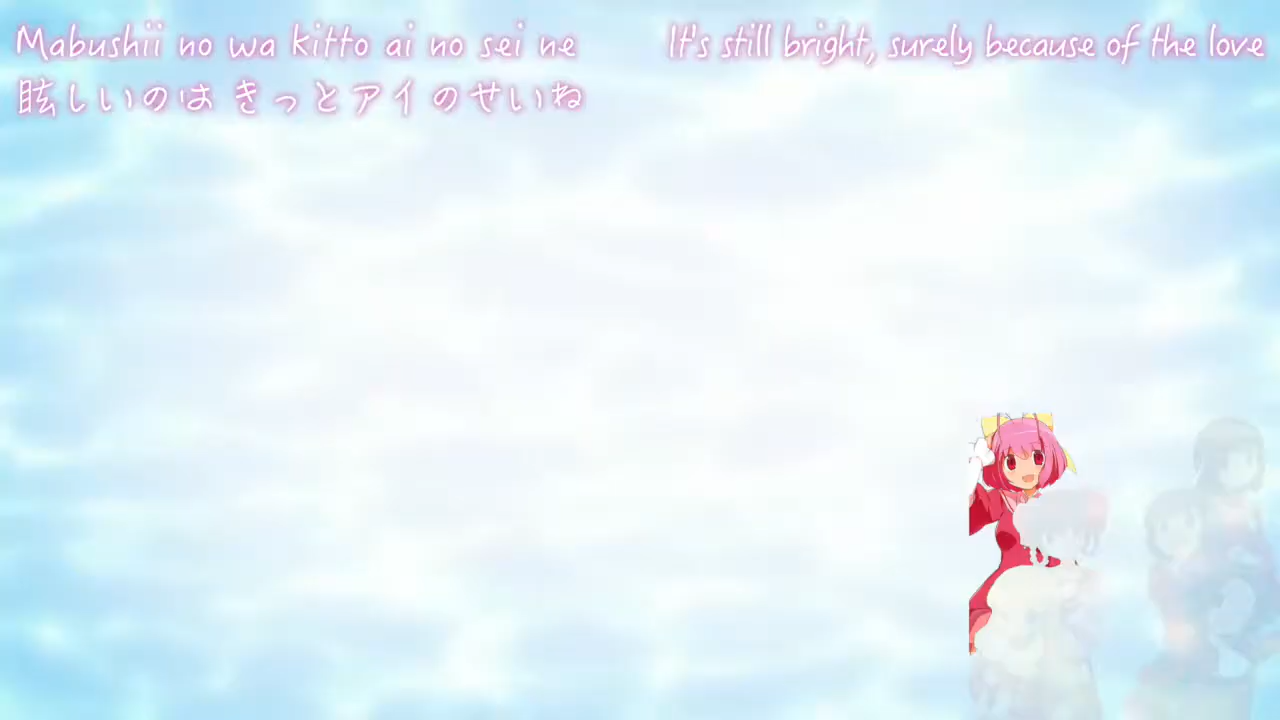 Mabushii no wa kitto ai no sei ne
It's still bright, surely because of the love
眩しいのは きっとアイのせいね